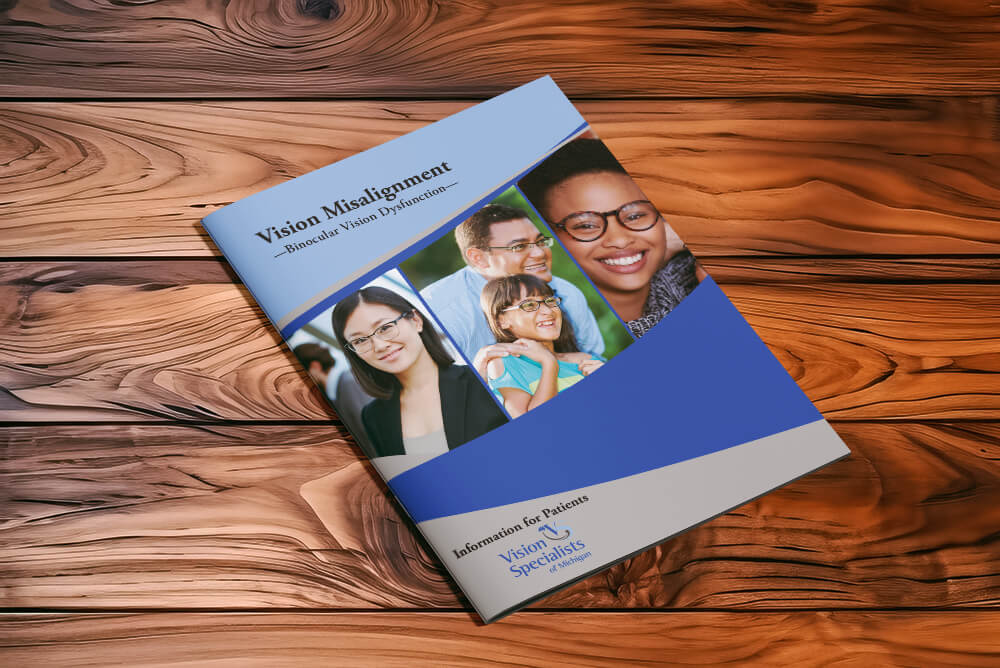 Vision Misalignment
—Binocular Vision Dysfunction—
Information for Patients
Vision
Specialists
of Michigan